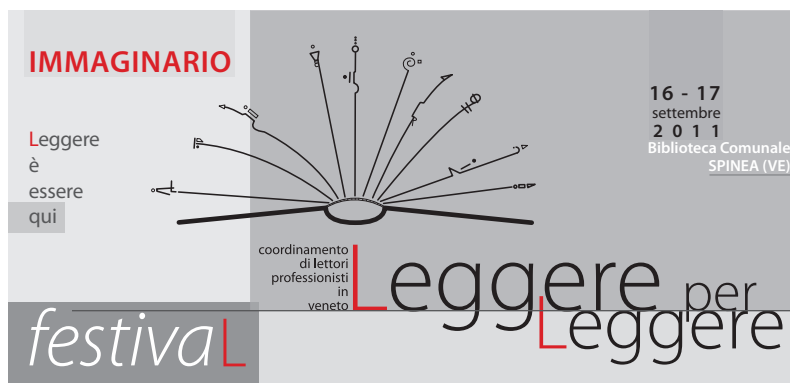 IMMAGINARIO
Leggere
è
essere
qui
16 - 17
settembre
2 0 1 1
Biblioteca Comunale
SPINEA (VE)
coordinamento
di lettori
professionisti
in
veneto
Leggere per
Leggere
festivaL